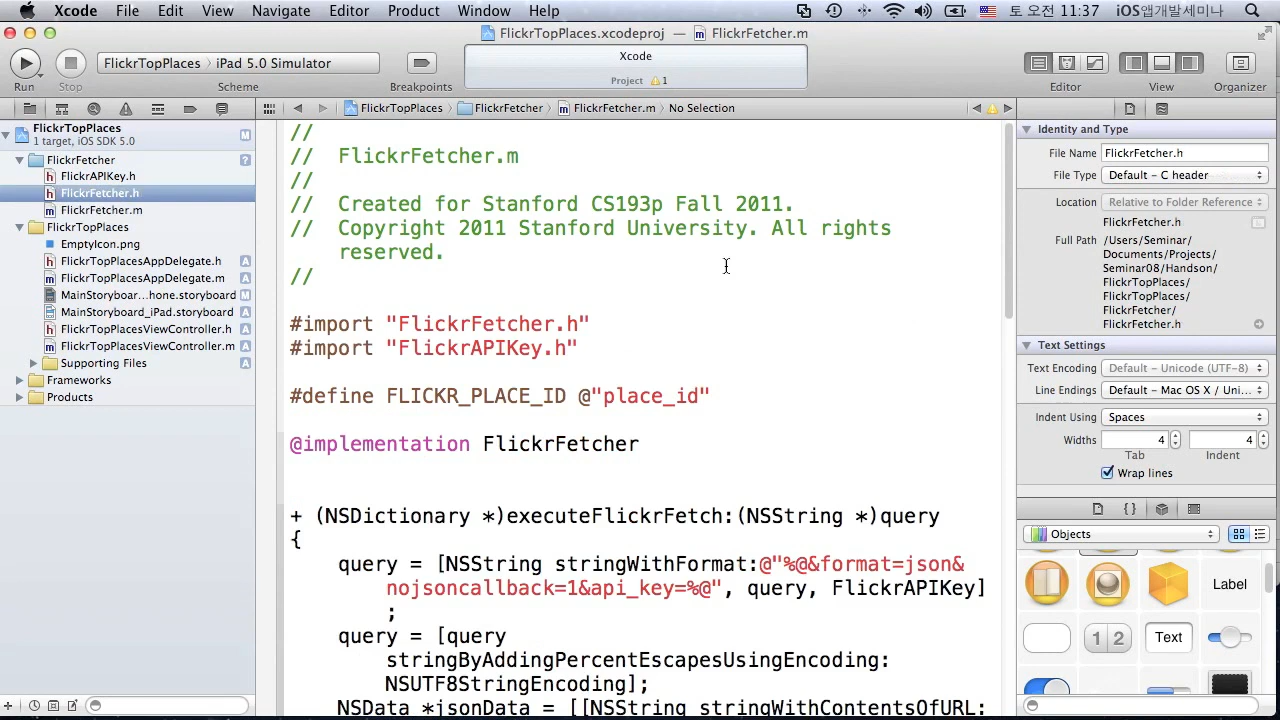 Xcode File Edit View Navigate Editor Product Window Help 토 오전 11:37 iOS앱개발세미나
FlickrTopPlaces.xcodeproj — FlickrFetcher.m
FlickrTopPlaces iPad 5.0 Simulator
Xcode
Project 1
Run Stop Scheme Breakpoints Editor View Organizer
FlickrTopPlaces FlickrFetcher FlickrFetcher.m No Selection
FlickrTopPlaces M
1 target, iOS SDK 5.0
FlickrFetcher ?
FlickrAPIKey.h
FlickrFetcher.h
FlickrFetcher.m
FlickrTopPlaces
EmptyIcon.png
FlickrTopPlacesAppDelegate.h A
FlickrTopPlacesAppDelegate.m A
MainStoryboar...hone.storyboard M
MainStoryboard_iPad.storyboard A
FlickrTopPlacesViewController.h A
FlickrTopPlacesViewController.m A
Supporting Files A
Frameworks
Products
//
// FlickrFetcher.m
//
// Created for Stanford CS193p Fall 2011.
// Copyright 2011 Stanford University. All rights
reserved.
//
#import "FlickrFetcher.h"
#import "FlickrAPIKey.h"
#define FLICKR_PLACE_ID @"place_id"
@implementation FlickrFetcher
+ (NSDictionary *)executeFlickrFetch:(NSString *)query
{
query = [NSString stringWithFormat:@"%@&format=json&
nojsoncallback=1&api_key=%@", query, FlickrAPIKey]
;
query = [query
stringByAddingPercentEscapesUsingEncoding:
NSUTF8StringEncoding];
NSData *jsonData = [[NSString stringWithContentsOfURL:
Identity and Type
File Name FlickrFetcher.h
File Type Default - C header
Location Relative to Folder Reference
FlickrFetcher.h
Full Path /Users/Seminar/
Documents/Projects/
Seminar08/Handson/
FlickrTopPlaces/
FlickrTopPlaces/
FlickrFetcher/
FlickrFetcher.h
Text Settings
Text Encoding Default - Unicode (UTF-8)
Line Endings Default - Mac OS X / Uni...
Indent Using Spaces
Widths 4 4
Tab Indent
Wrap lines
{ }
Objects
Label
1 2 Text